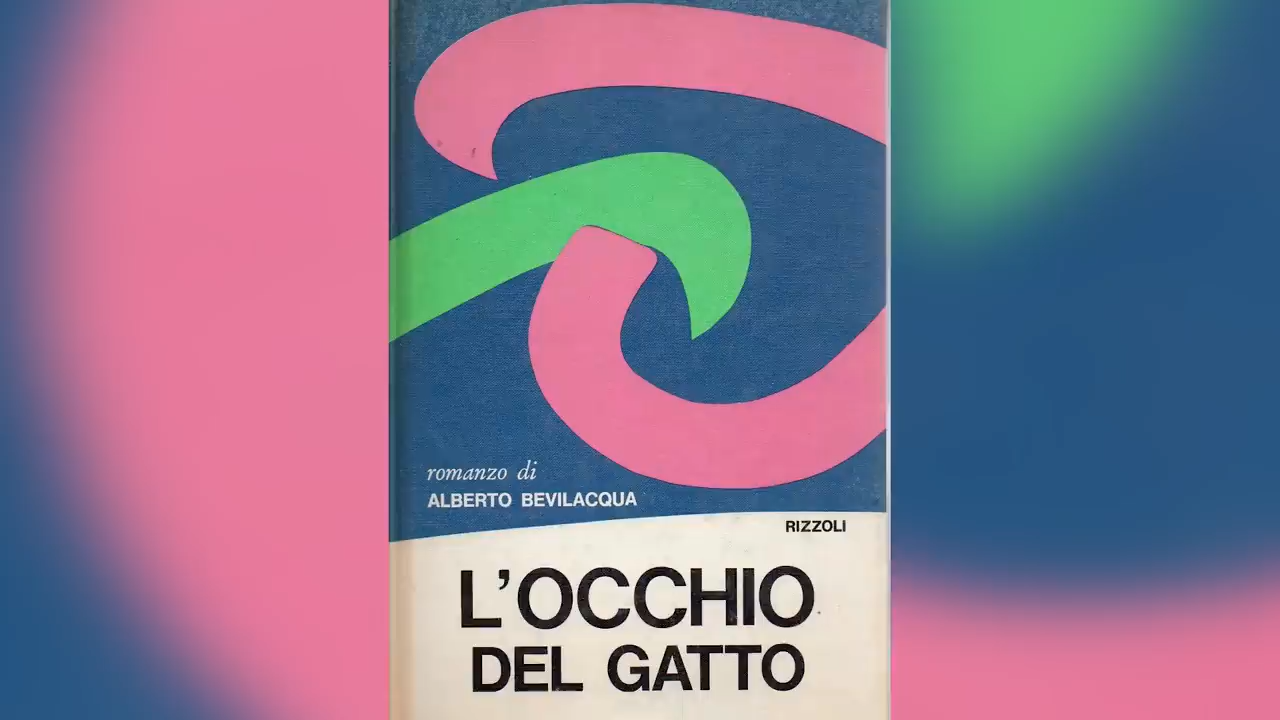 romanzo di
ALBERTO BEVILACQUA
RIZZOLI
L'OCCHIO
DEL GATTO